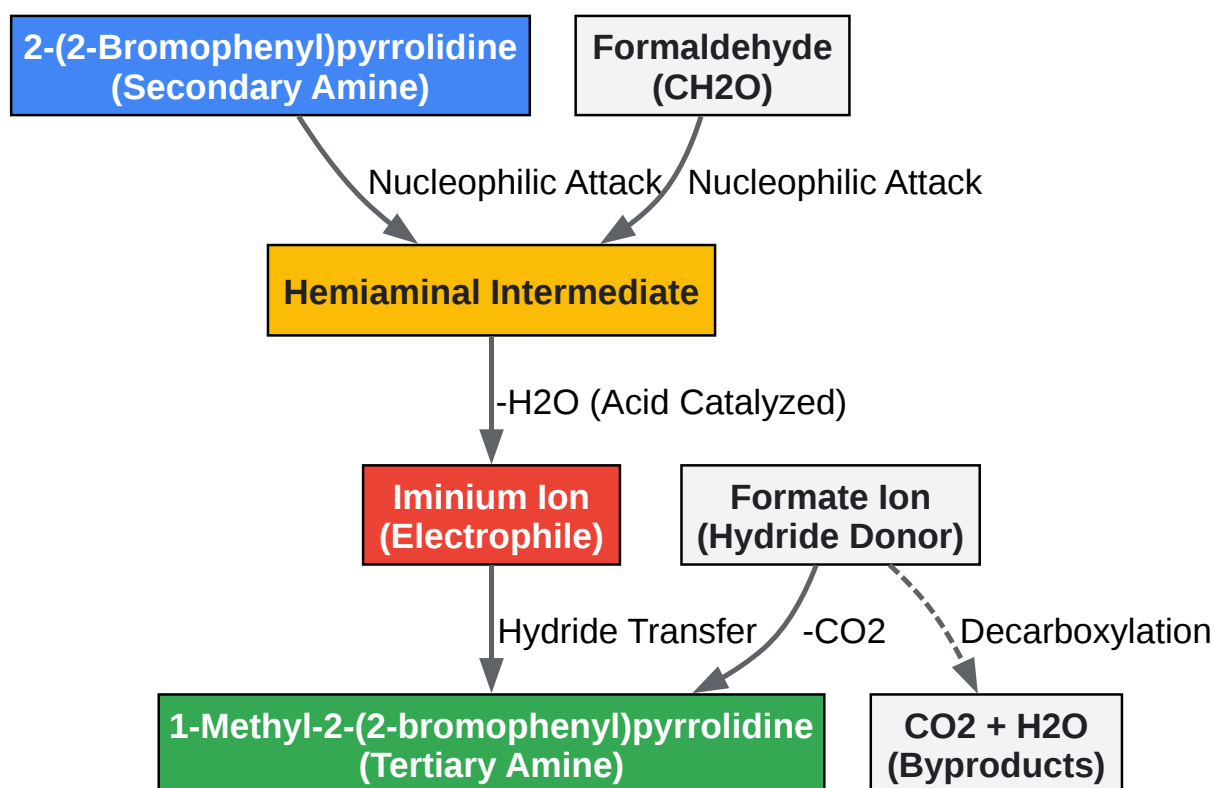 2-(2-Bromophenyl)pyrrolidine
(Secondary Amine)
Formaldehyde
(CH2O)
Nucleophilic Attack
Nucleophilic Attack
Hemiaminal Intermediate
-H2O (Acid Catalyzed)
Iminium Ion
(Electrophile)
Formate Ion
(Hydride Donor)
Hydride Transfer
-CO2
Decarboxylation
1-Methyl-2-(2-bromophenyl)pyrrolidine
(Tertiary Amine)
CO2 + H2O
(Byproducts)